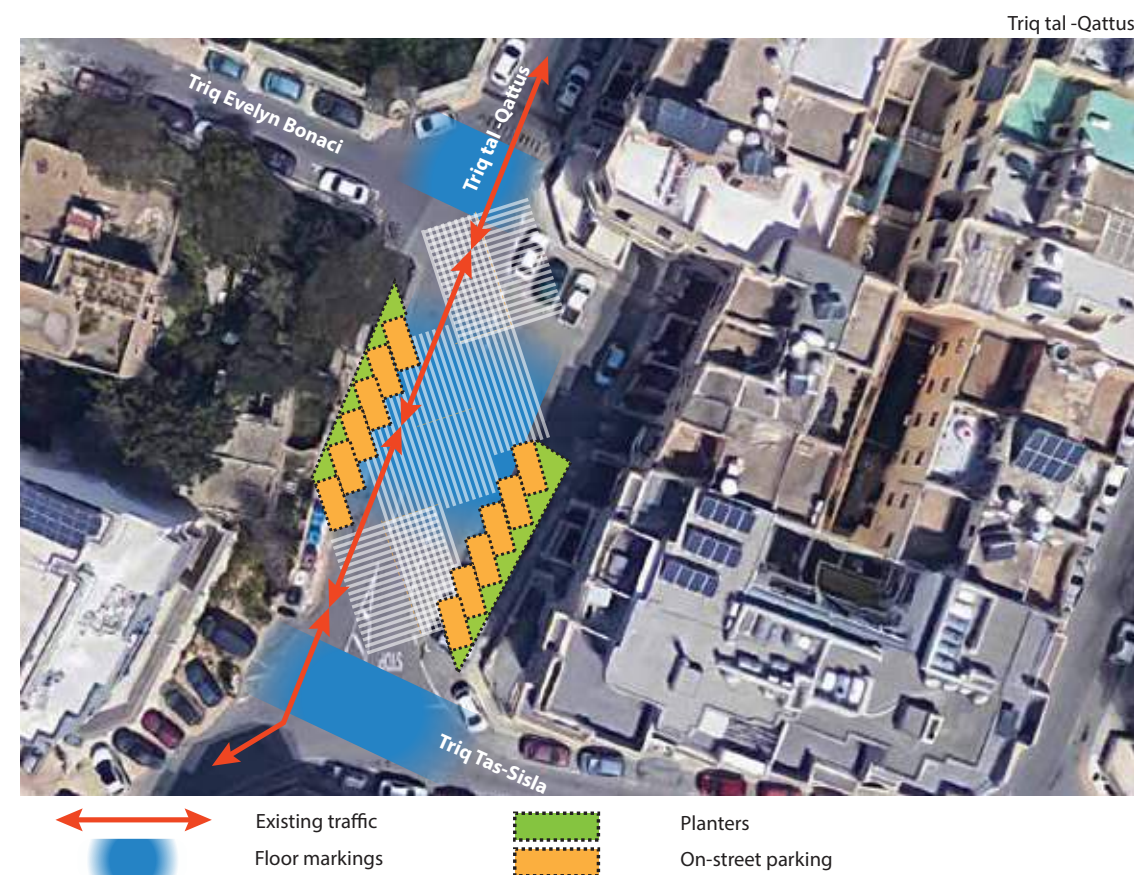 Triq tal -Qattus
Triq Evelyn Bonaci
Triq tal -Qattus
STOP
Triq Tas-Sisla
Existing traffic
Planters
Floor markings
On-street parking